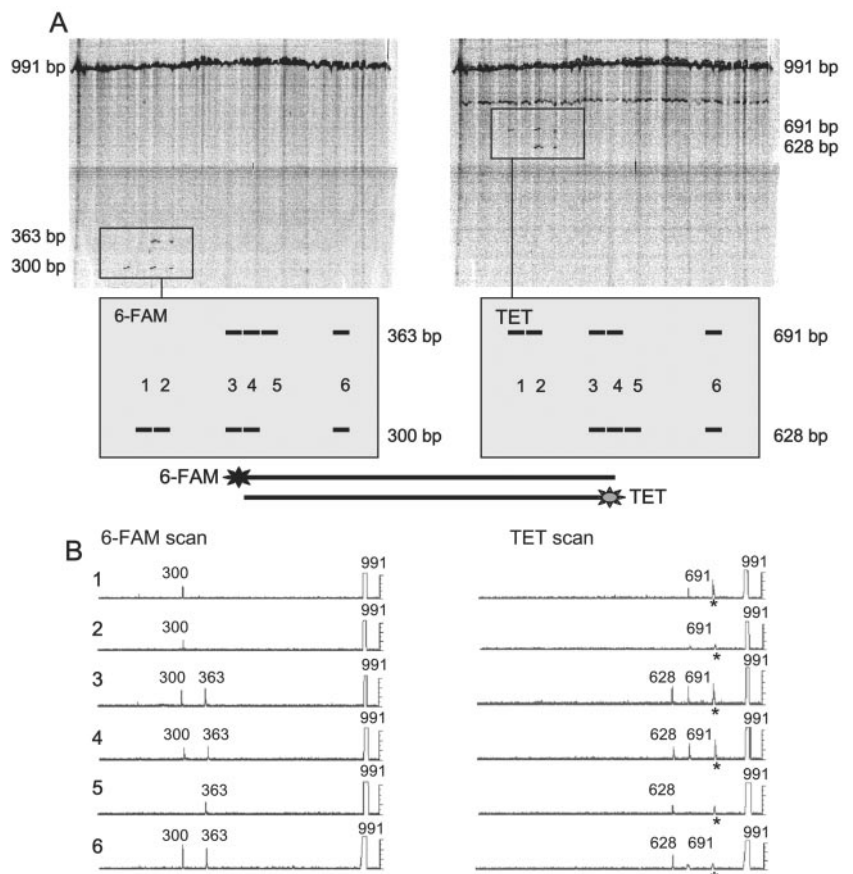 A
991 bp
363 bp
300 bp
991 bp
691 bp
628 bp
6-FAM
363 bp
1 2 3 4 5 6
300 bp
TET
691 bp
1 2 3 4 5 6
628 bp
6-FAM
TET
B
6-FAM scan
TET scan
1 300 991
691 991
*
2 300 991
691 991
*
3 300 363 991
628 691 991
*
4 300 363 991
628 691 991
*
5 363 991
628 991
*
6 300 363 991
628 691 991
*